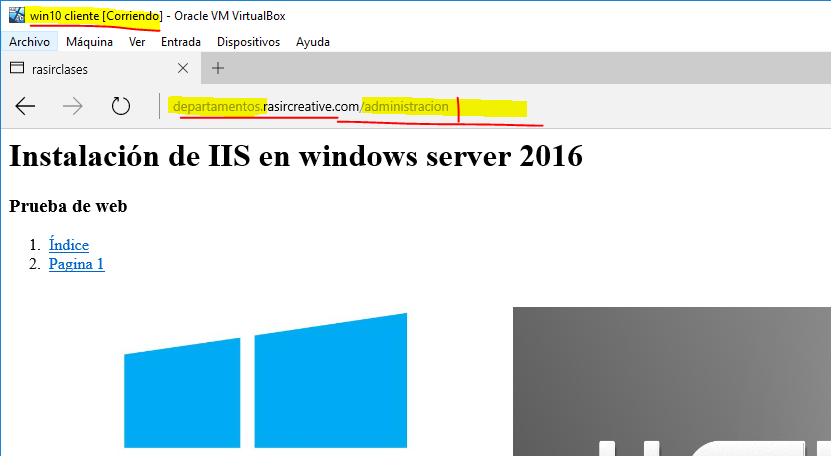 win10 cliente [Corriendo] - Oracle VM VirtualBox
Archivo Máquina Ver Entrada Dispositivos Ayuda
rasirclases
departamentos.rasircreative.com/administracion
Instalación de IIS en windows server 2016
Prueba de web
1. Índice
2. Pagina 1